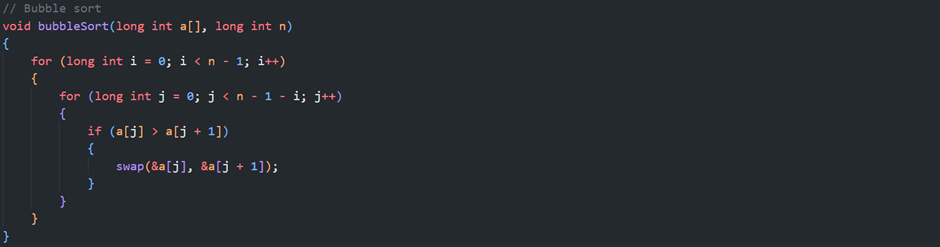 // Bubble sort
void bubbleSort(long int a[], long int n)
{
    for (long int i = 0; i < n - 1; i++)
    {
        for (long int j = 0; j < n - 1 - i; j++)
        {
            if (a[j] > a[j + 1])
            {
                swap(&a[j], &a[j + 1]);
            }
        }
    }
}